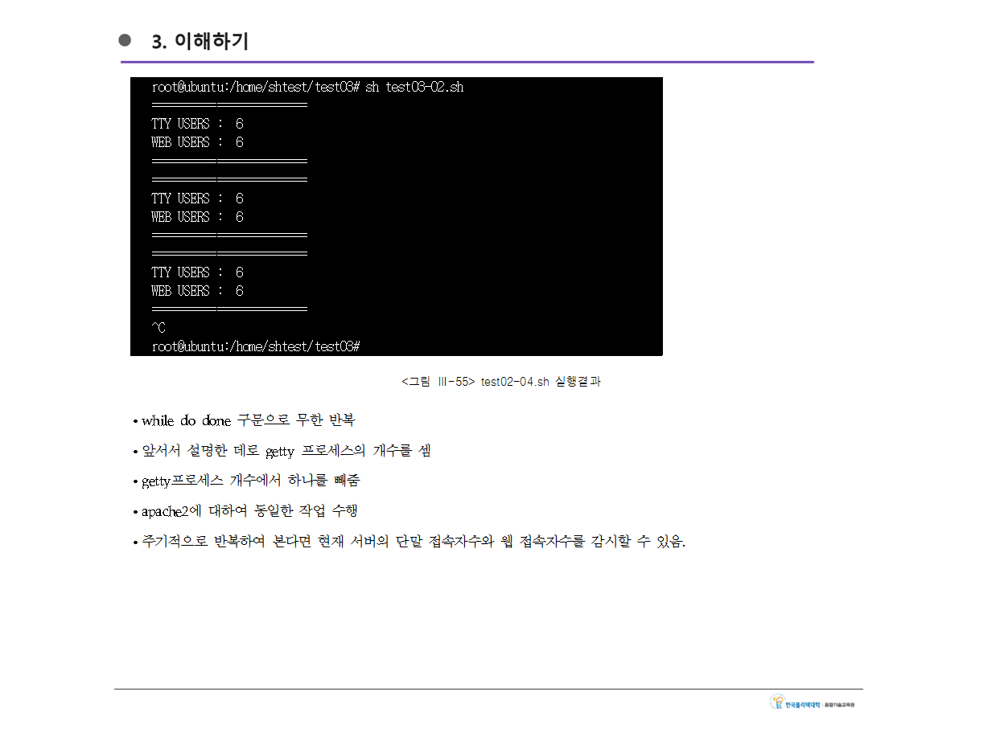 3. 이해하기
root@ubuntu:/home/shtest/test03# sh test03-02.sh
========================
TTY USERS :  6
WEB USERS :  6
========================
========================
TTY USERS :  6
WEB USERS :  6
========================
========================
TTY USERS :  6
WEB USERS :  6
========================
^C
root@ubuntu:/home/shtest/test03#
<그림 III-55> test02-04.sh 실행결과
• while do done 구문으로 무한 반복
• 앞서서 설명한 데로 getty 프로세스의 개수를 셈
• getty프로세스 개수에서 하나를 빼줌
• apache2에 대하여 동일한 작업 수행
• 주기적으로 반복하여 본다면 현재 서버의 단말 접속자수와 웹 접속자수를 감시할 수 있음.
한국폴리텍대학 | 융합기술교육원